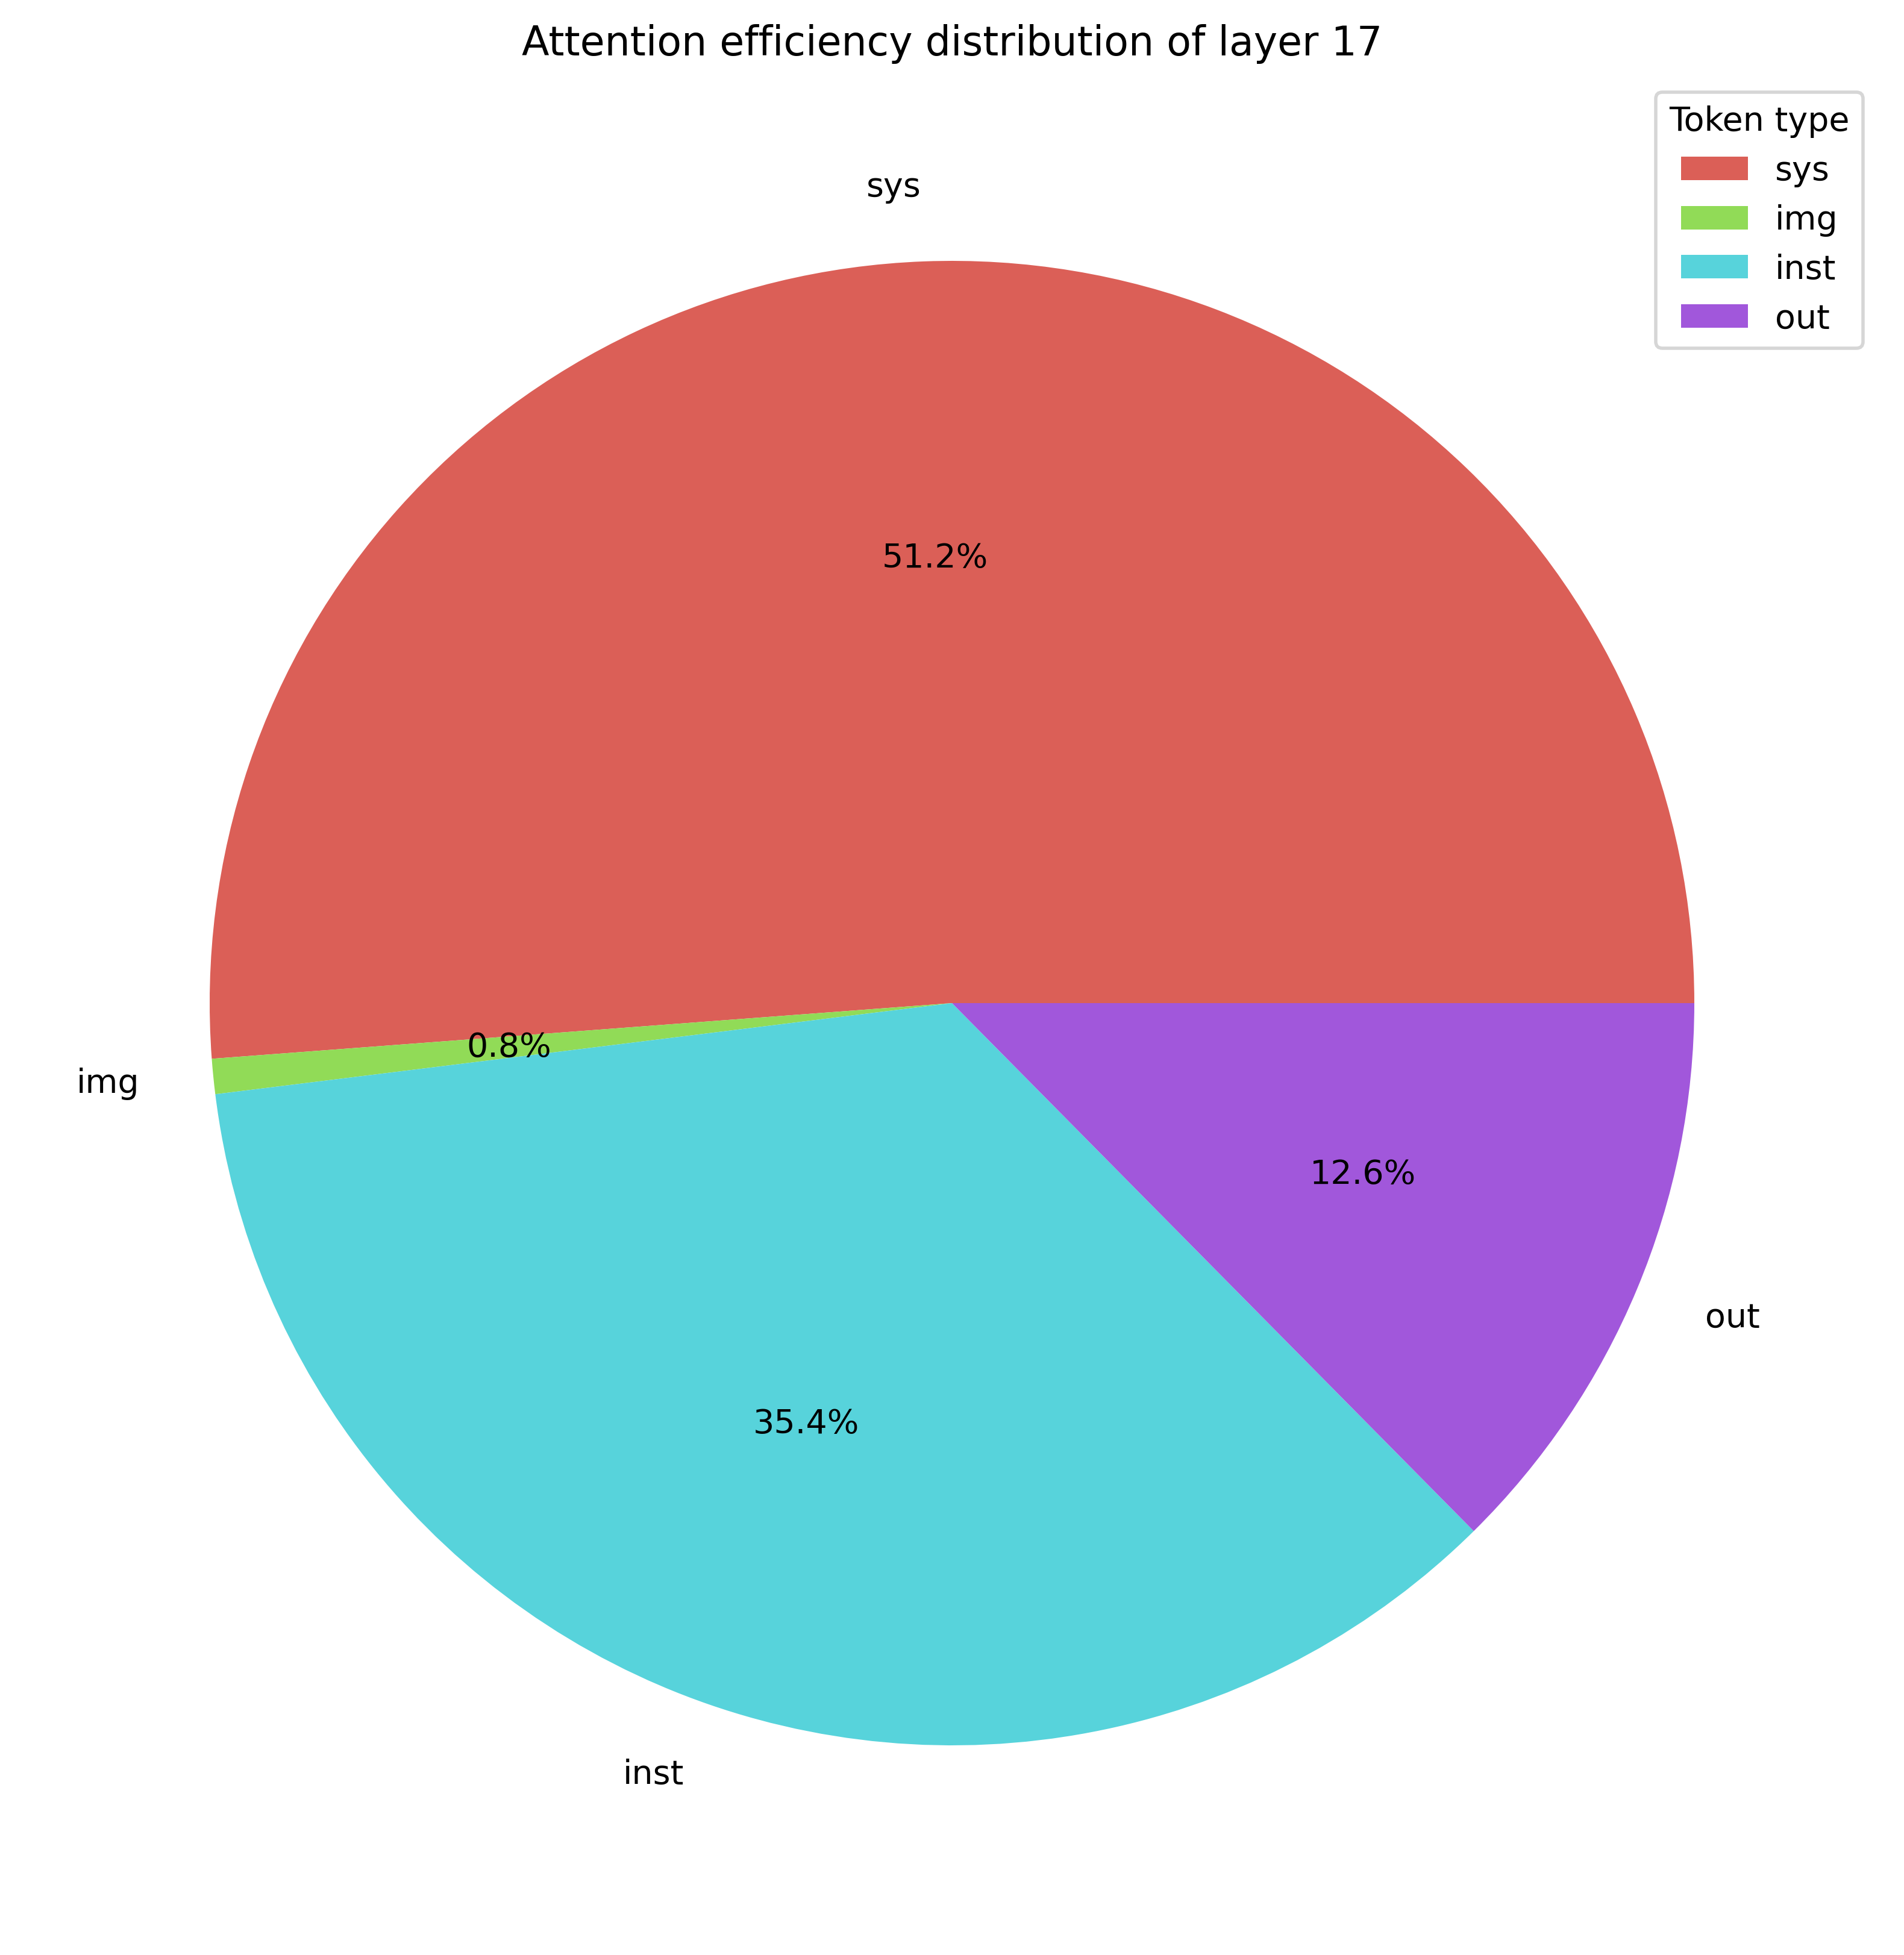 Attention efficiency distribution of layer 17
Token type
sys
img
inst
out
sys
51.2%
0.8%
img
12.6%
out
35.4%
inst